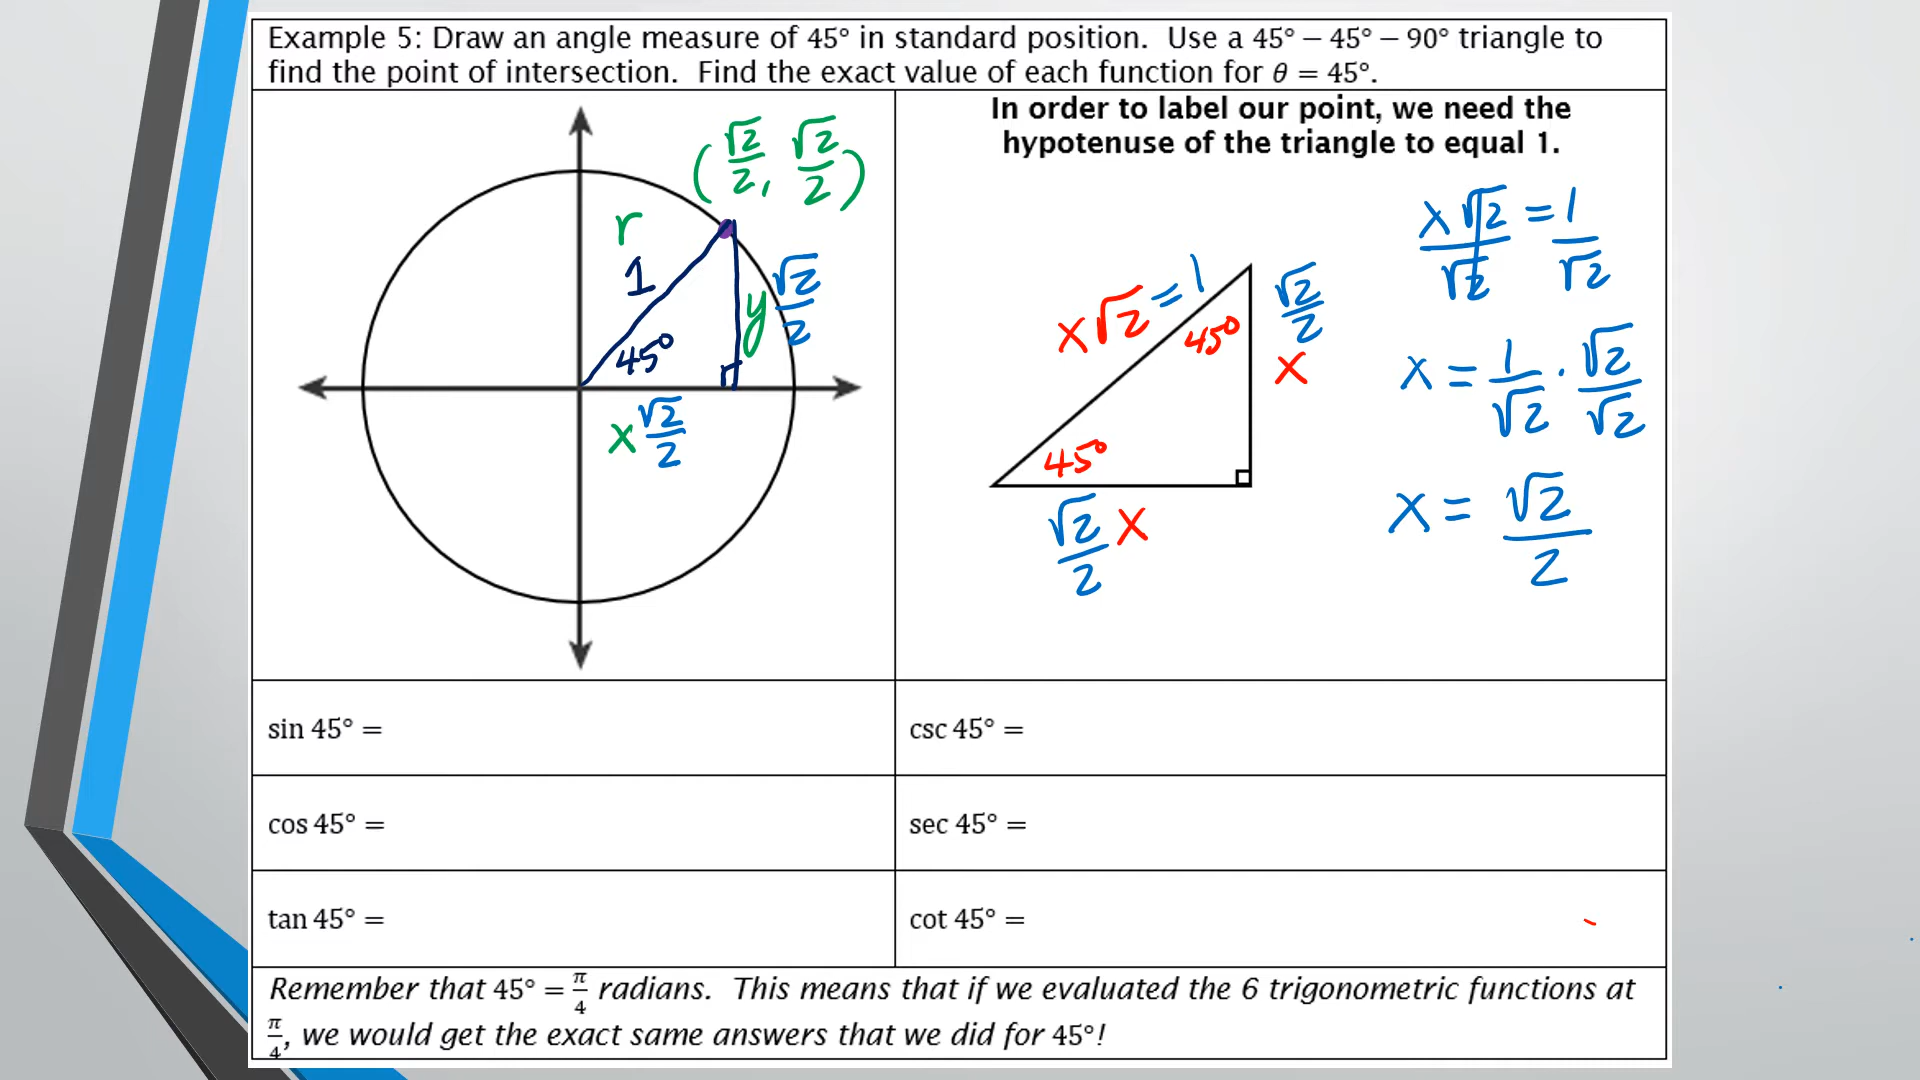 Example 5: Draw an angle measure of 45° in standard position. Use a 45° – 45° – 90° triangle to
find the point of intersection. Find the exact value of each function for θ = 45°.
(√2/2, √2/2)
r
1
45°
y √2/2
x √2/2
In order to label our point, we need the
hypotenuse of the triangle to equal 1.
x√2 = 1
45°
√2/2
x
45°
√2/2 x
x√2/√2 = 1/√2
x = 1/√2 · √2/√2
x = √2/2
sin 45° =
csc 45° =
cos 45° =
sec 45° =
tan 45° =
cot 45° =
Remember that 45° = π/4 radians. This means that if we evaluated the 6 trigonometric functions at
π/4, we would get the exact same answers that we did for 45°!